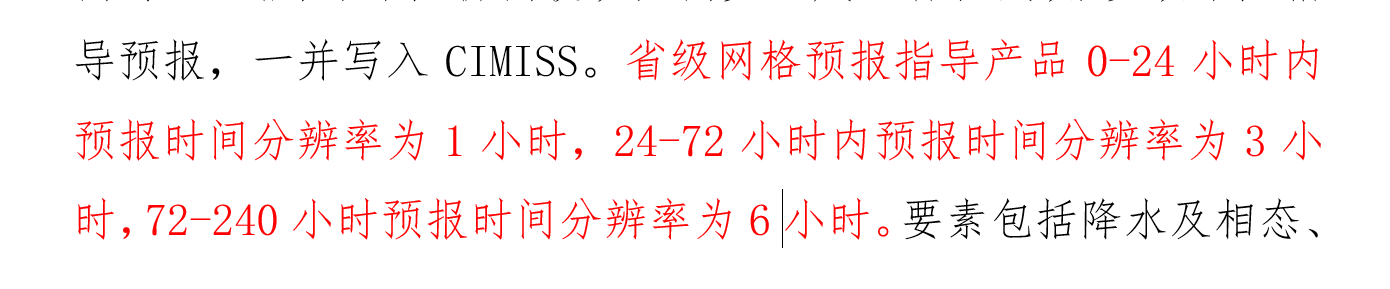 导预报，一并写入 CIMISS。省级网格预报指导产品 0-24 小时内
预报时间分辨率为 1 小时，24-72 小时内预报时间分辨率为 3 小
时，72-240 小时预报时间分辨率为 6 小时。要素包括降水及相态、